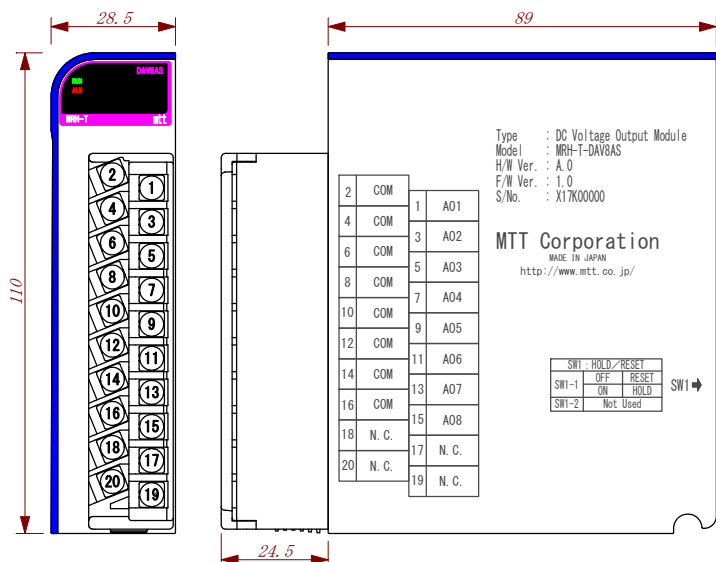 28.5
89
110
24.5
DAV8AS
RUN
ALM
MRH-T
mtt
2
1
4
3
6
5
8
7
10
9
12
11
14
13
16
15
18
17
20
19
2 COM
1 AO1
4 COM
3 AO2
6 COM
5 AO3
8 COM
7 AO4
10 COM
9 AO5
12 COM
11 AO6
14 COM
13 AO7
16 COM
15 AO8
18 N.C.
17 N.C.
20 N.C.
19 N.C.
Type : DC Voltage Output Module
Model : MRH-T-DAV8AS
H/W Ver. : A.0
F/W Ver. : 1.0
S/No. : X17K00000
MTT Corporation
MADE IN JAPAN
http://www.mtt.co.jp/
SW1 : HOLD/RESET
SW1-1 OFF RESET
ON HOLD
SW1-2 Not Used
SW1➡